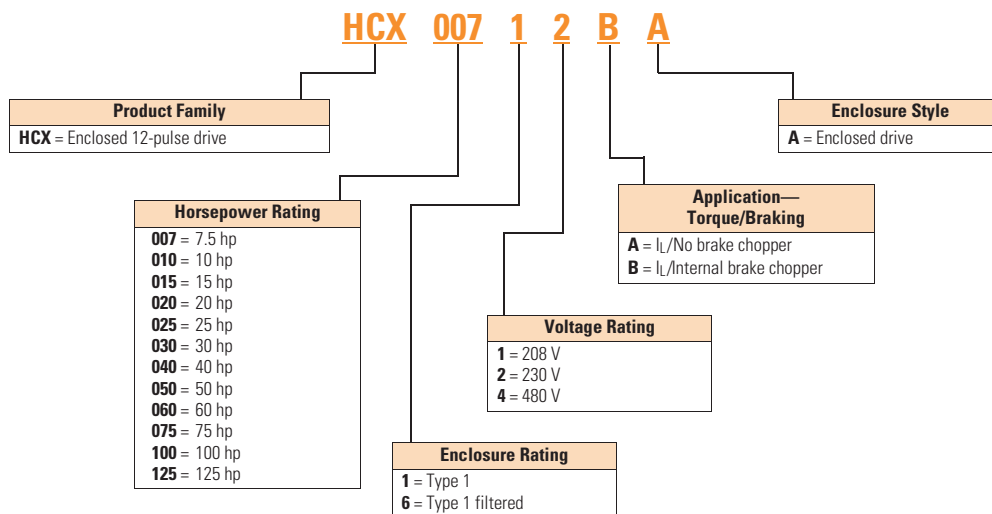 HCX 007 1 2 B A
Product Family
HCX = Enclosed 12-pulse drive
Enclosure Style
A = Enclosed drive
Application—
Torque/Braking
A = IL/No brake chopper
B = IL/Internal brake chopper
Horsepower Rating
007 = 7.5 hp
010 = 10 hp
015 = 15 hp
020 = 20 hp
025 = 25 hp
030 = 30 hp
040 = 40 hp
050 = 50 hp
060 = 60 hp
075 = 75 hp
100 = 100 hp
125 = 125 hp
Voltage Rating
1 = 208 V
2 = 230 V
4 = 480 V
Enclosure Rating
1 = Type 1
6 = Type 1 filtered